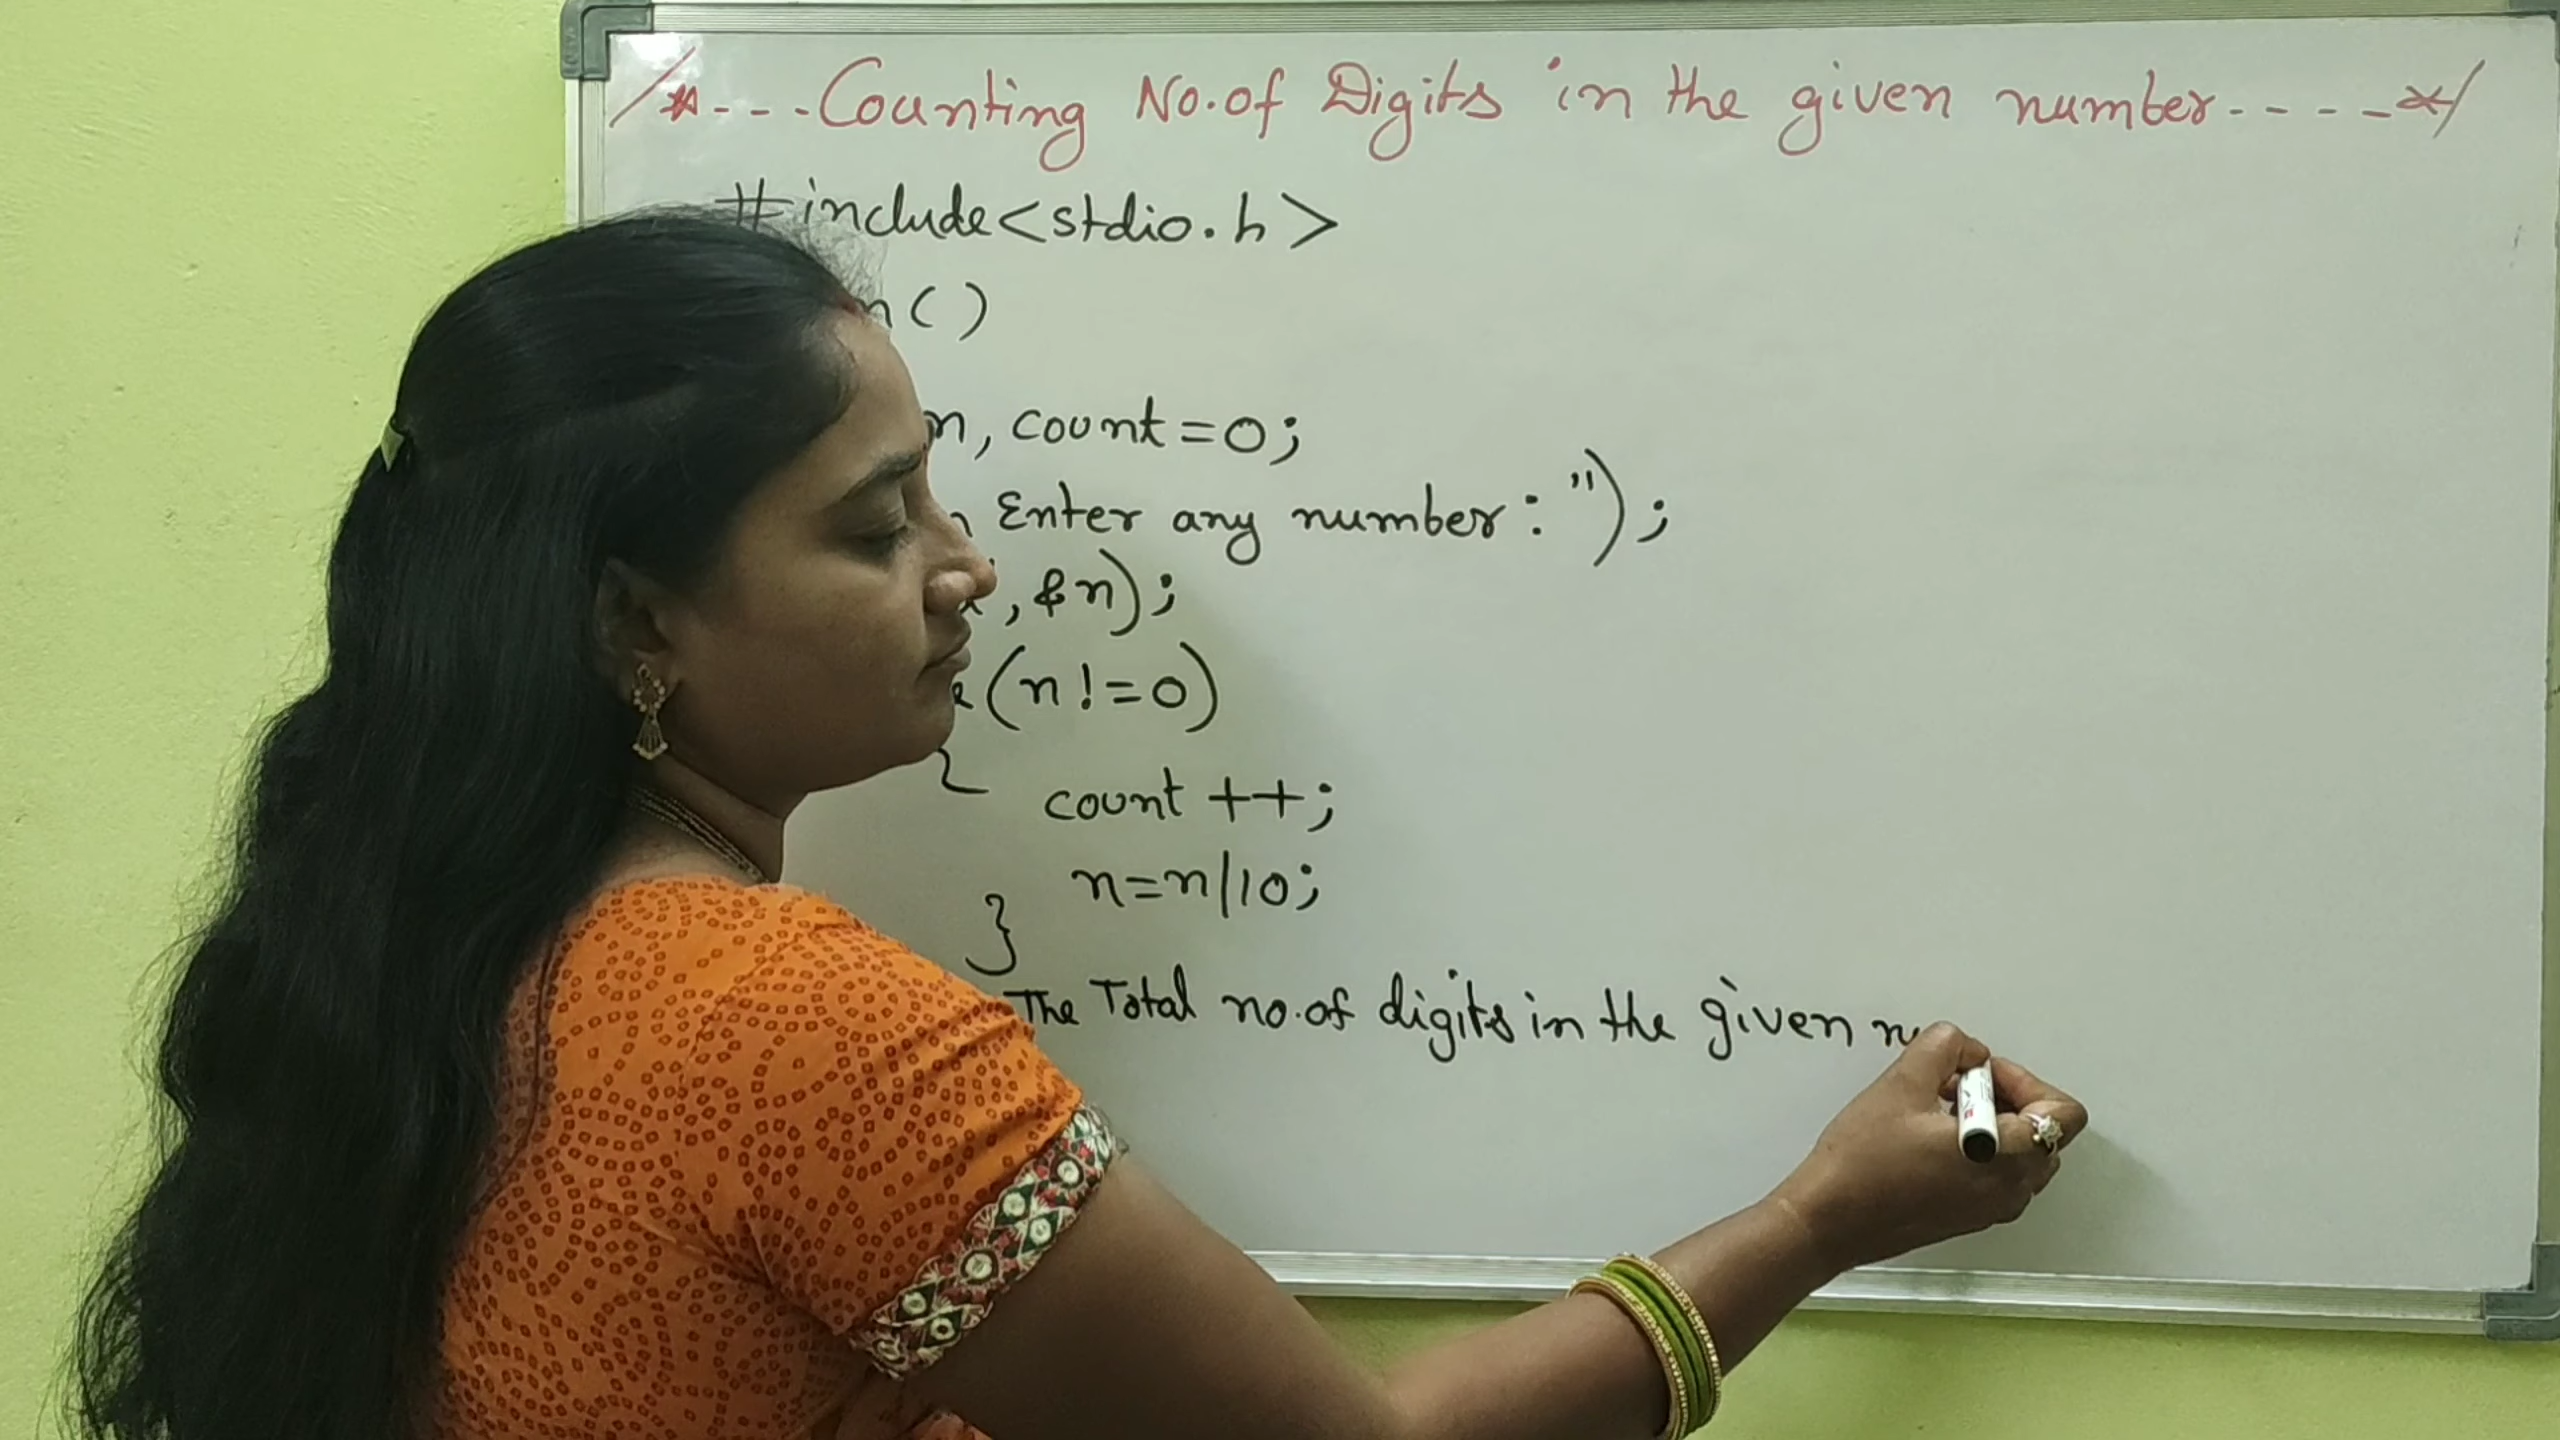 /*---Counting No.of Digits in the given number----*/
#include<stdio.h>
n()
n, count=0;
n Enter any number:");
,&n);
(n!=0)
{
count++;
n=n/10;
}
The Total no.of digits in the given